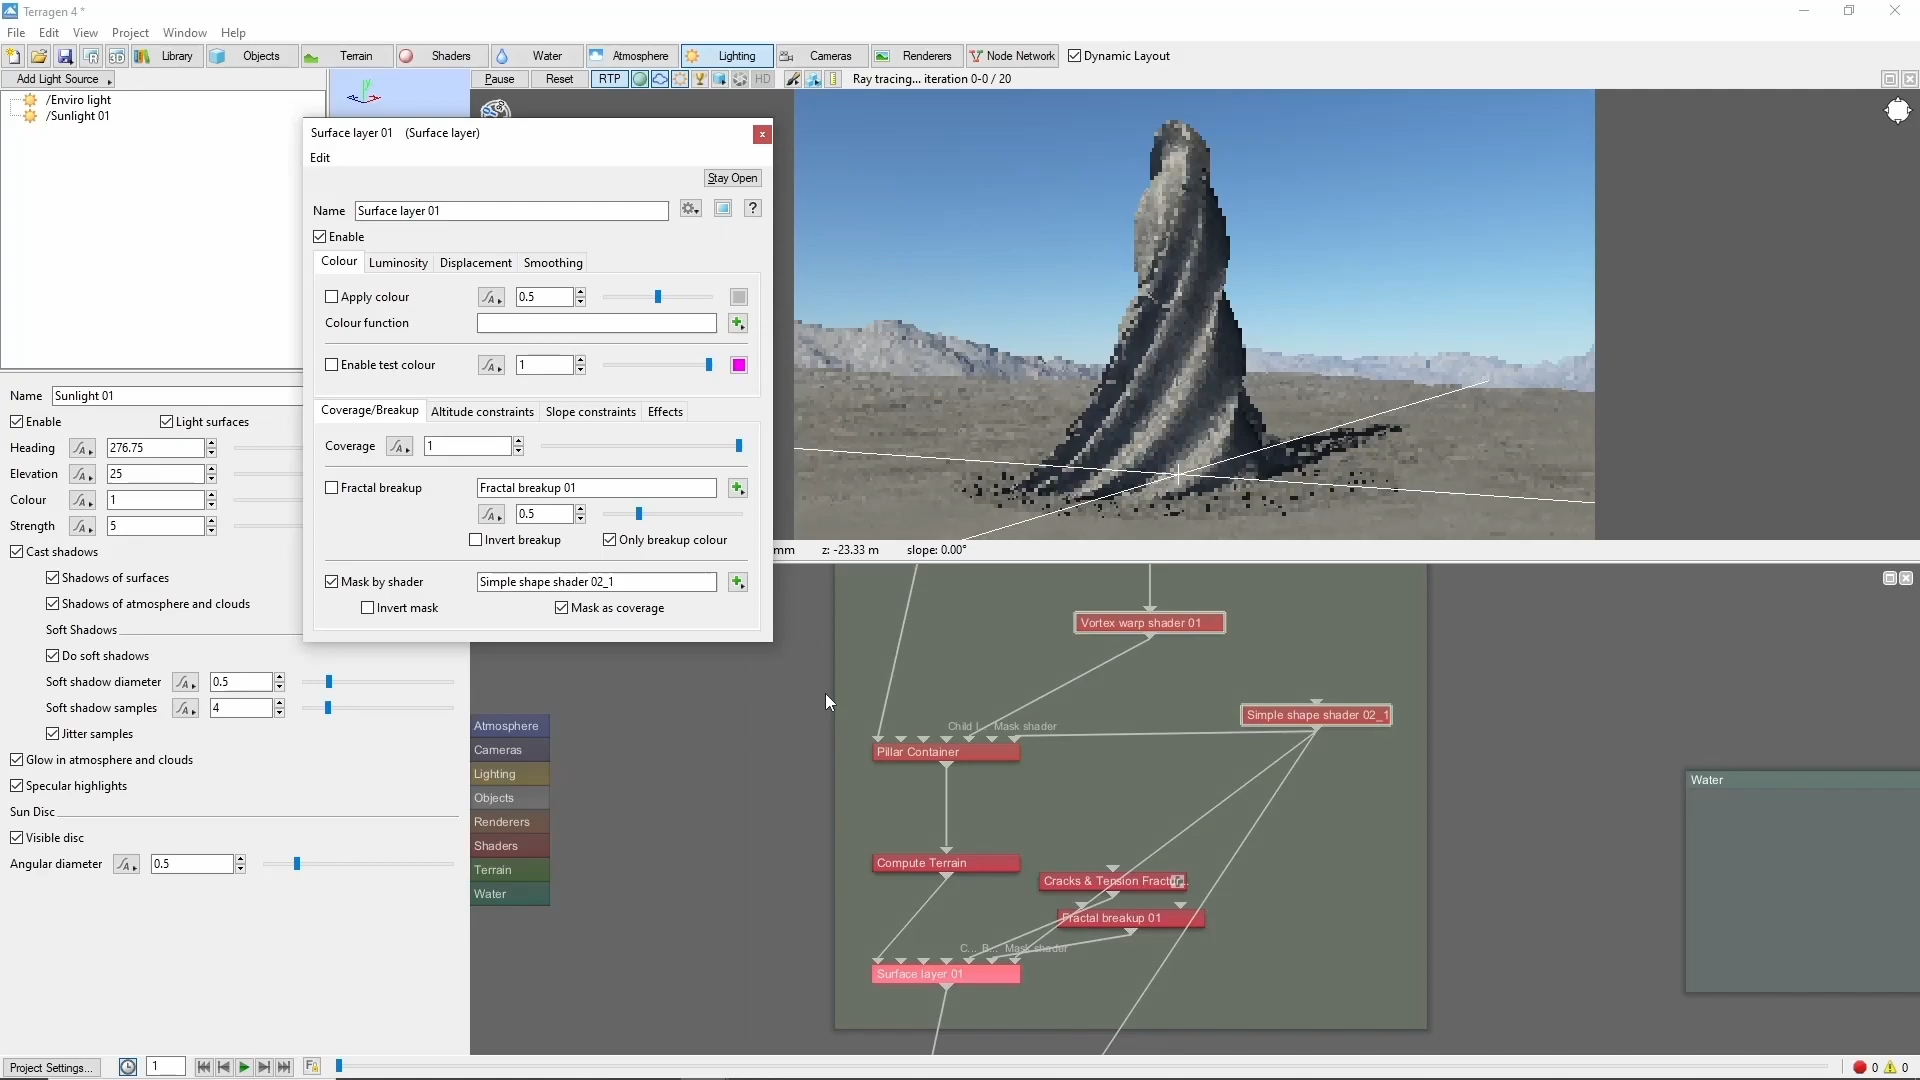 Terragen 4 *
File Edit View Project Window Help
Library Objects Terrain Shaders Water Atmosphere Lighting Cameras Renderers Node Network Dynamic Layout
Add Light Source Pause Reset RTP HD Ray tracing... iteration 0-0 / 20
/Enviro light
/Sunlight 01
Surface layer 01 (Surface layer)
Edit
Stay Open
Name Surface layer 01 ?
Enable
Colour Luminosity Displacement Smoothing
Apply colour 0.5
Colour function
Enable test colour 1
Coverage/Breakup Altitude constraints Slope constraints Effects
Coverage 1
Fractal breakup Fractal breakup 01
0.5
Invert breakup Only breakup colour
Mask by shader Simple shape shader 02_1
Invert mask Mask as coverage
Name Sunlight 01
Enable Light surfaces
Heading 276.75
Elevation 25
Colour 1
Strength 5
Cast shadows
Shadows of surfaces
Shadows of atmosphere and clouds
Soft Shadows
Do soft shadows
Soft shadow diameter 0.5
Soft shadow samples 4
Jitter samples
Glow in atmosphere and clouds
Specular highlights
Sun Disc
Visible disc
Angular diameter 0.5
mm z: -23.33 m slope: 0.00°
Atmosphere
Cameras
Lighting
Objects
Renderers
Shaders
Terrain
Water
Vortex warp shader 01
Simple shape shader 02_1
Child I... Mask shader
Pillar Container
Compute Terrain
Cracks & Tension Fractu...
Fractal breakup 01
C... B... Mask shader
Surface layer 01
Water
Project Settings... 1 0 0